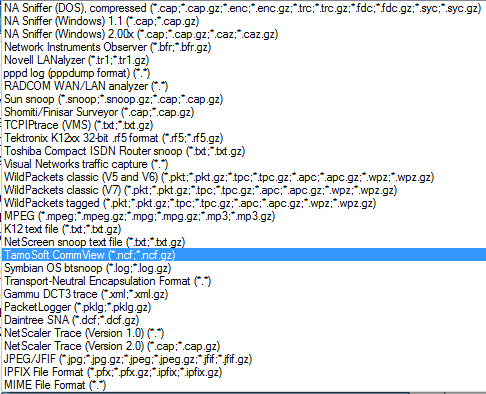 NA Sniffer (DOS), compressed (*.cap;*.cap.gz;*.enc;*.enc.gz;*.trc;*.trc.gz;*.fdc;*.fdc.gz;*.syc;*.syc.gz)
NA Sniffer (Windows) 1.1 (*.cap;*.cap.gz)
NA Sniffer (Windows) 2.00x (*.cap;*.cap.gz;*.caz;*.caz.gz)
Network Instruments Observer (*.bfr;*.bfr.gz)
Novell LANalyzer (*.tr1;*.tr1.gz)
pppd log (pppdump format) (*.*)
RADCOM WAN/LAN analyzer (*.*)
Sun snoop (*.snoop;*.snoop.gz;*.cap;*.cap.gz)
Shomiti/Finisar Surveyor (*.cap;*.cap.gz)
TCPIPtrace (VMS) (*.txt;*.txt.gz)
Tektronix K12xx 32-bit .rf5 format (*.rf5;*.rf5.gz)
Toshiba Compact ISDN Router snoop (*.txt;*.txt.gz)
Visual Networks traffic capture (*.*)
WildPackets classic (V5 and V6) (*.pkt;*.pkt.gz;*.tpc;*.tpc.gz;*.apc;*.apc.gz;*.wpz;*.wpz.gz)
WildPackets classic (V7) (*.pkt;*.pkt.gz;*.tpc;*.tpc.gz;*.apc;*.apc.gz;*.wpz;*.wpz.gz)
WildPackets tagged (*.pkt;*.pkt.gz;*.tpc;*.tpc.gz;*.apc;*.apc.gz;*.wpz;*.wpz.gz)
MPEG (*.mpeg;*.mpeg.gz;*.mpg;*.mpg.gz;*.mp3;*.mp3.gz)
K12 text file (*.txt;*.txt.gz)
NetScreen snoop text file (*.txt;*.txt.gz)
TamoSoft CommView (*.ncf;*.ncf.gz)
Symbian OS btsnoop (*.log;*.log.gz)
Transport-Neutral Encapsulation Format (*.*)
Gammu DCT3 trace (*.xml;*.xml.gz)
PacketLogger (*.pklg;*.pklg.gz)
Daintree SNA (*.dcf;*.dcf.gz)
NetScaler Trace (Version 1.0) (*.*)
NetScaler Trace (Version 2.0) (*.cap;*.cap.gz)
JPEG/JFIF (*.jpg;*.jpg.gz;*.jpeg;*.jpeg.gz;*.jfif;*.jfif.gz)
IPFIX File Format (*.pfx;*.pfx.gz;*.ipfix;*.ipfix.gz)
MIME File Format (*.*)